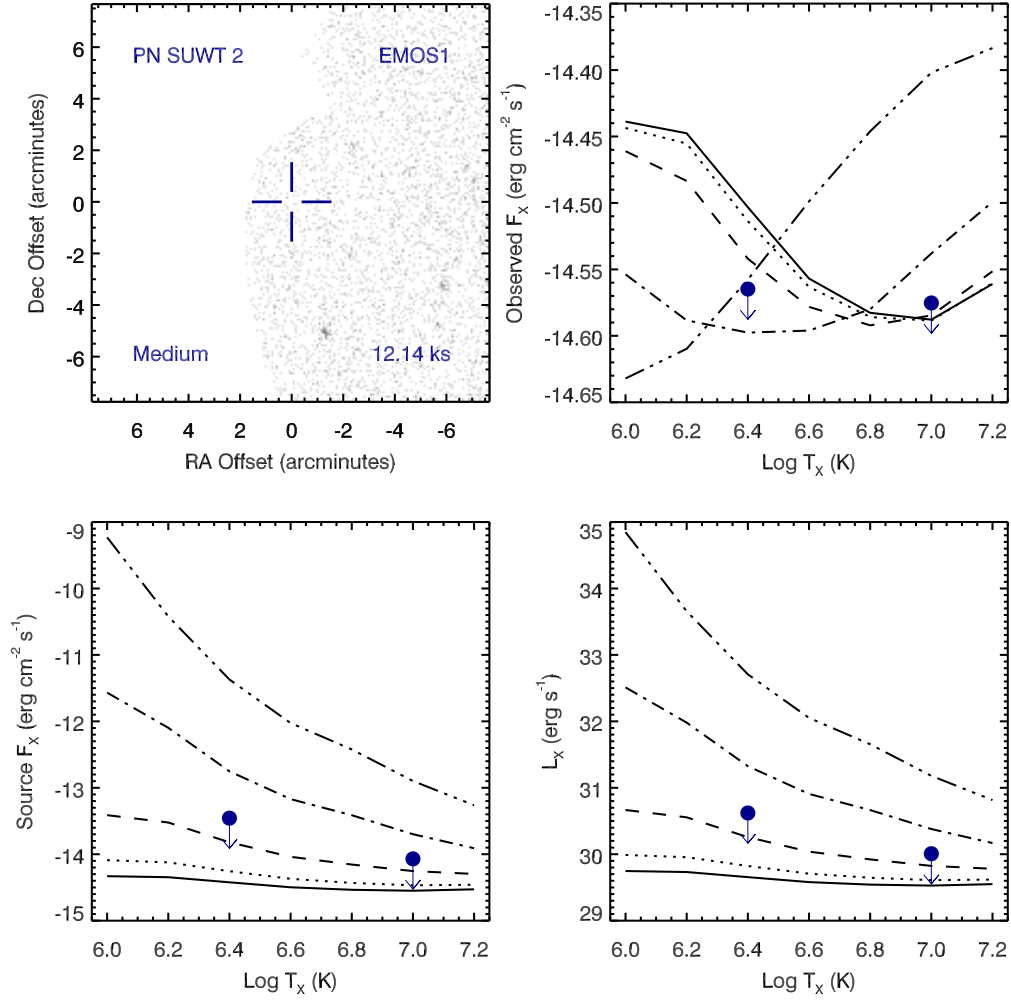 PN SUWT 2
EMOS1
Medium
12.14 ks
6
4
2
0
-2
-4
-6
Dec Offset (arcminutes)
6 4 2 0 -2 -4 -6
RA Offset (arcminutes)
-14.35
-14.40
-14.45
-14.50
-14.55
-14.60
-14.65
Observed F_X (erg cm^-2 s^-1)
6.0 6.2 6.4 6.6 6.8 7.0 7.2
Log T_X (K)
-9
-10
-11
-12
-13
-14
-15
Source F_X (erg cm^-2 s^-1)
6.0 6.2 6.4 6.6 6.8 7.0 7.2
Log T_X (K)
35
34
33
32
31
30
29
L_X (erg s^-1)
6.0 6.2 6.4 6.6 6.8 7.0 7.2
Log T_X (K)